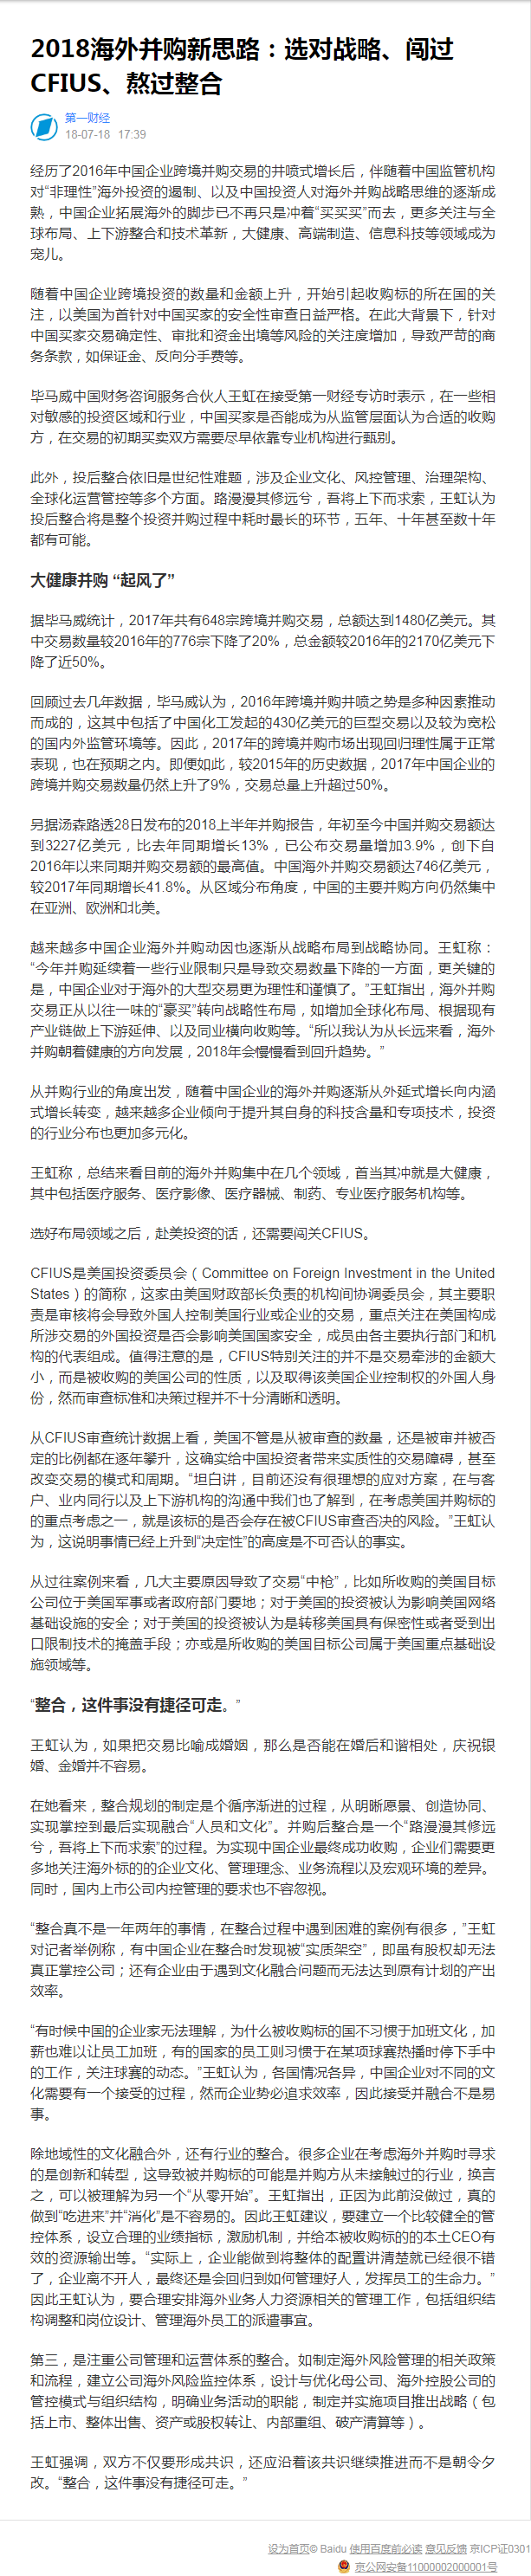 2018海外并购新思路：选对战略、闯过
CFIUS、熬过整合
第一财经
18-07-18 17:39
经历了2016年中国企业跨境并购交易的井喷式增长后，伴随着中国监管机构
对“非理性”海外投资的遏制、以及中国投资人对海外并购战略思维的逐渐成
熟，中国企业拓展海外的脚步已不再只是冲着“买买买”而去，更多关注与全
球布局、上下游整合和技术革新，大健康、高端制造、信息科技等领域成为
宠儿。
随着中国企业跨境投资的数量和金额上升，开始引起收购标的所在国的关
注，以美国为首针对中国买家的安全性审查日益严格。在此大背景下，针对
中国买家交易确定性、审批和资金出境等风险的关注度增加，导致严苛的商
务条款，如保证金、反向分手费等。
毕马威中国财务咨询服务合伙人王虹在接受第一财经专访时表示，在一些相
对敏感的投资区域和行业，中国买家是否能成为从监管层面认为合适的收购
方，在交易的初期买卖双方需要尽早依靠专业机构进行甄别。
此外，投后整合依旧是世纪性难题，涉及企业文化、风控管理、治理架构、
全球化运营管控等多个方面。路漫漫其修远兮，吾将上下而求索，王虹认为
投后整合将是整个投资并购过程中耗时最长的环节，五年、十年甚至数十年
都有可能。
大健康并购 “起风了”
据毕马威统计，2017年共有648宗跨境并购交易，总额达到1480亿美元。其
中交易数量较2016年的776宗下降了20%，总金额较2016年的2170亿美元下
降了近50%。
回顾过去几年数据，毕马威认为，2016年跨境并购井喷之势是多种因素推动
而成的，这其中包括了中国化工发起的430亿美元的巨型交易以及较为宽松
的国内外监管环境等。因此，2017年的跨境并购市场出现回归理性属于正常
表现，也在预期之内。即便如此，较2015年的历史数据，2017年中国企业的
跨境并购交易数量仍然上升了9%，交易总量上升超过50%。
另据汤森路透28日发布的2018上半年并购报告，年初至今中国并购交易额达
到3227亿美元，比去年同期增长13%，已公布交易量增加3.9%，创下自
2016年以来同期并购交易额的最高值。中国海外并购交易额达746亿美元，
较2017年同期增长41.8%。从区域分布角度，中国的主要并购方向仍然集中
在亚洲、欧洲和北美。
越来越多中国企业海外并购动因也逐渐从战略布局到战略协同。王虹称：
“今年并购延续着一些行业限制只是导致交易数量下降的一方面，更关键的
是，中国企业对于海外的大型交易更为理性和谨慎了。”王虹指出，海外并购
交易正从以往一味的“豪买”转向战略性布局，如增加全球化布局、根据现有
产业链做上下游延伸、以及同业横向收购等。“所以我认为从长远来看，海外
并购朝着健康的方向发展，2018年会慢慢看到回升趋势。”
从并购行业的角度出发，随着中国企业的海外并购逐渐从外延式增长向内涵
式增长转变，越来越多企业倾向于提升其自身的科技含量和专项技术，投资
的行业分布也更加多元化。
王虹称，总结来看目前的海外并购集中在几个领域，首当其冲就是大健康，
其中包括医疗服务、医疗影像、医疗器械、制药、专业医疗服务机构等。
选好布局领域之后，赴美投资的话，还需要闯关CFIUS。
CFIUS是美国投资委员会（Committee on Foreign Investment in the United
States）的简称，这家由美国财政部长负责的机构间协调委员会，其主要职
责是审核将会导致外国人控制美国行业或企业的交易，重点关注在美国构成
所涉交易的外国投资是否会影响美国国家安全，成员由各主要执行部门和机
构的代表组成。值得注意的是，CFIUS特别关注的并不是交易牵涉的金额大
小，而是被收购的美国公司的性质，以及取得该美国企业控制权的外国人身
份，然而审查标准和决策过程并不十分清晰和透明。
从CFIUS审查统计数据上看，美国不管是从被审查的数量，还是被审并被否
定的比例都在逐年攀升，这确实给中国投资者带来实质性的交易障碍，甚至
改变交易的模式和周期。“坦白讲，目前还没有很理想的应对方案，在与客
户、业内同行以及上下游机构的沟通中我们也了解到，在考虑美国并购标的
的重点考虑之一，就是该标的是否会存在被CFIUS审查否决的风险。”王虹认
为，这说明事情已经上升到“决定性”的高度是不可否认的事实。
从过往案例来看，几大主要原因导致了交易“中枪”，比如所收购的美国目标
公司位于美国军事或者政府部门要地；对于美国的投资被认为影响美国网络
基础设施的安全；对于美国的投资被认为是转移美国具有保密性或者受到出
口限制技术的掩盖手段；亦或是所收购的美国目标公司属于美国重点基础设
施领域等。
“整合，这件事没有捷径可走。”
王虹认为，如果把交易比喻成婚姻，那么是否能在婚后和谐相处，庆祝银
婚、金婚并不容易。
在她看来，整合规划的制定是个循序渐进的过程，从明晰愿景、创造协同、
实现掌控到最后实现融合“人员和文化”。并购后整合是一个“路漫漫其修远
兮，吾将上下而求索”的过程。为实现中国企业最终成功收购，企业们需要更
多地关注海外标的的企业文化、管理理念、业务流程以及宏观环境的差异。
同时，国内上市公司内控管理的要求也不容忽视。
“整合真不是一年两年的事情，在整合过程中遇到困难的案例有很多，”王虹
对记者举例称，有中国企业在整合时发现被“实质架空”，即虽有股权却无法
真正掌控公司；还有企业由于遇到文化融合问题而无法达到原有计划的产出
效率。
“有时候中国的企业家无法理解，为什么被收购标的国不习惯于加班文化，加
薪也难以让员工加班，有的国家的员工则习惯于在某项球赛热播时停下手中
的工作，关注球赛的动态。”王虹认为，各国情况各异，中国企业对不同的文
化需要有一个接受的过程，然而企业势必追求效率，因此接受并融合不是易
事。
除地域性的文化融合外，还有行业的整合。很多企业在考虑海外并购时寻求
的是创新和转型，这导致被并购标的可能是并购方从未接触过的行业，换言
之，可以被理解为另一个“从零开始”。王虹指出，正因为此前没做过，真的
做到“吃进来”并“消化”是不容易的。因此王虹建议，要建立一个比较健全的管
控体系，设立合理的业绩指标，激励机制，并给本被收购标的的本土CEO有
效的资源输出等。“实际上，企业能做到将整体的配置讲清楚就已经很不错
了，企业离不开人，最终还是会回归到如何管理好人，发挥员工的生命力。”
因此王虹认为，要合理安排海外业务人力资源相关的管理工作，包括组织结
构调整和岗位设计、管理海外员工的派遣事宜。
第三，是注重公司管理和运营体系的整合。如制定海外风险管理的相关政策
和流程，建立公司海外风险监控体系，设计与优化母公司、海外控股公司的
管控模式与组织结构，明确业务活动的职能，制定并实施项目推出战略（包
括上市、整体出售、资产或股权转让、内部重组、破产清算等）。
王虹强调，双方不仅要形成共识，还应沿着该共识继续推进而不是朝令夕
改。“整合，这件事没有捷径可走。”
设为首页© Baidu 使用百度前必读 意见反馈 京ICP证0301
京公网安备11000002000001号